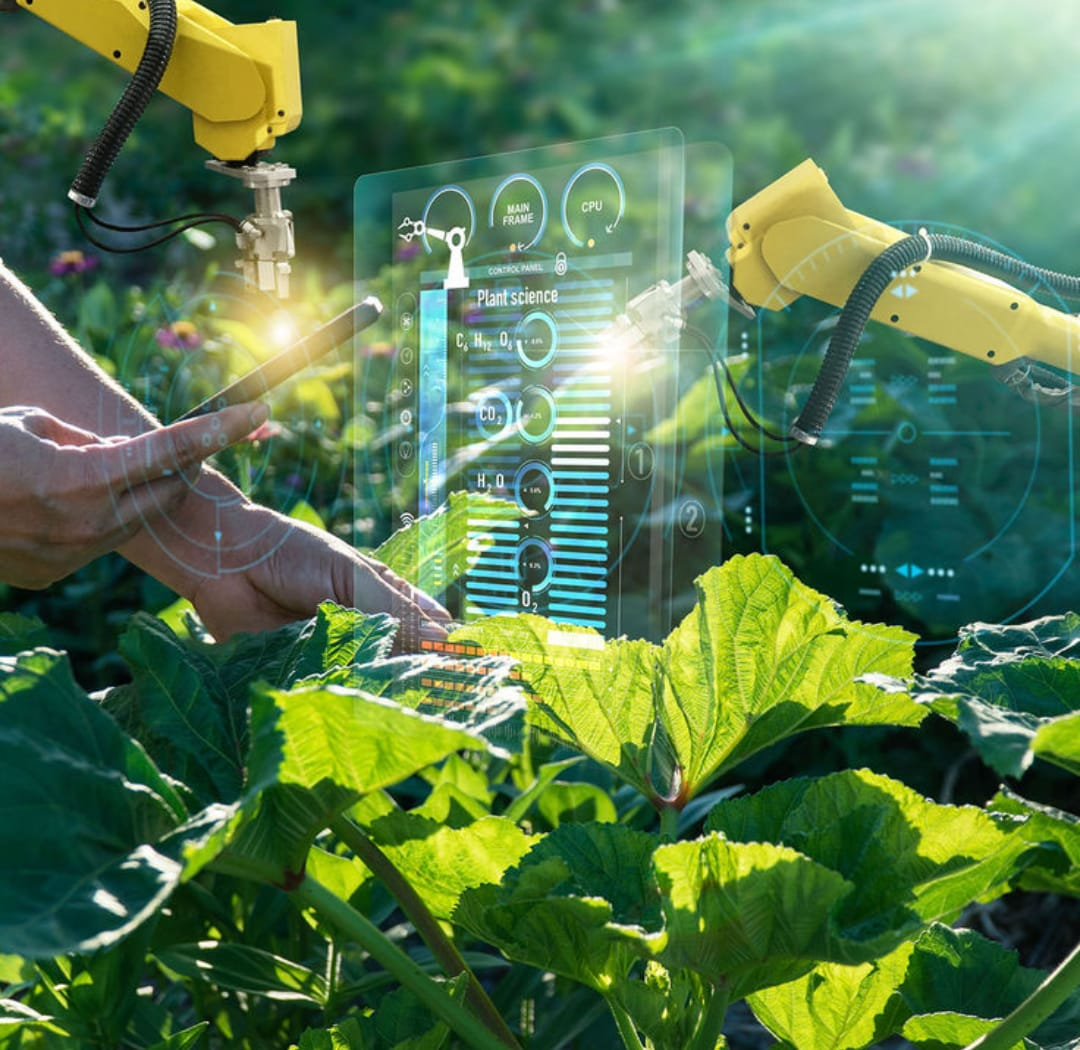 MAIN
FRAME
CPU
CONTROL PANEL
Plant science
C6 H12 O6
CO2
H2O
O2
1
2